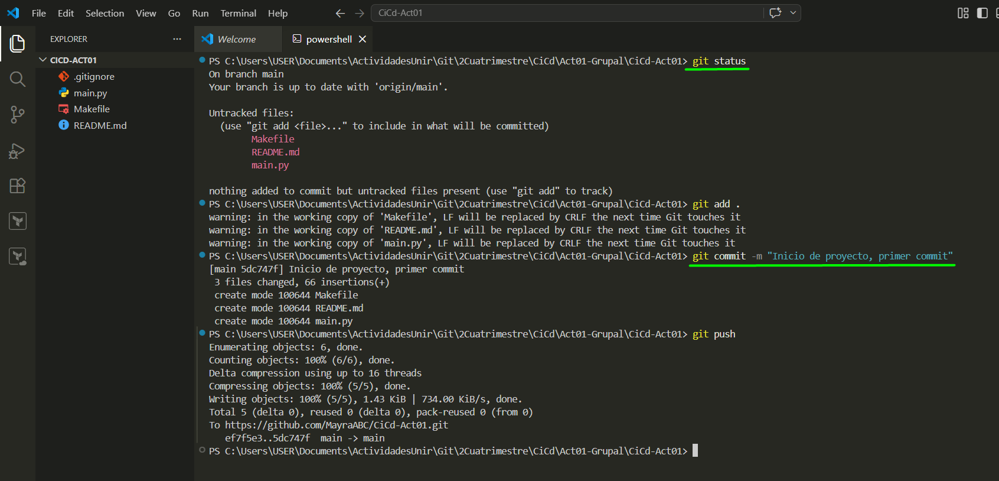 File Edit Selection View Go Run Terminal Help
CiCd-Act01
EXPLORER
Welcome
powershell
CICD-ACT01
.gitignore
main.py
Makefile
README.md
PS C:\Users\USER\Documents\ActividadesUnir\Git\2Cuatrimestre\CiCd\Act01-Grupal\CiCd-Act01> git status
On branch main
Your branch is up to date with 'origin/main'.
Untracked files:
(use "git add <file>..." to include in what will be committed)
Makefile
README.md
main.py
nothing added to commit but untracked files present (use "git add" to track)
PS C:\Users\USER\Documents\ActividadesUnir\Git\2Cuatrimestre\CiCd\Act01-Grupal\CiCd-Act01> git add .
warning: in the working copy of 'Makefile', LF will be replaced by CRLF the next time Git touches it
warning: in the working copy of 'README.md', LF will be replaced by CRLF the next time Git touches it
warning: in the working copy of 'main.py', LF will be replaced by CRLF the next time Git touches it
PS C:\Users\USER\Documents\ActividadesUnir\Git\2Cuatrimestre\CiCd\Act01-Grupal\CiCd-Act01> git commit -m "Inicio de proyecto, primer commit"
[main 5dc747f] Inicio de proyecto, primer commit
3 files changed, 66 insertions(+)
create mode 100644 Makefile
create mode 100644 README.md
create mode 100644 main.py
PS C:\Users\USER\Documents\ActividadesUnir\Git\2Cuatrimestre\CiCd\Act01-Grupal\CiCd-Act01> git push
Enumerating objects: 6, done.
Counting objects: 100% (6/6), done.
Delta compression using up to 16 threads
Compressing objects: 100% (5/5), done.
Writing objects: 100% (5/5), 1.43 KiB | 734.00 KiB/s, done.
Total 5 (delta 0), reused 0 (delta 0), pack-reused 0 (from 0)
To https://github.com/MayraABC/CiCd-Act01.git
ef7f5e3..5dc747f  main -> main
PS C:\Users\USER\Documents\ActividadesUnir\Git\2Cuatrimestre\CiCd\Act01-Grupal\CiCd-Act01>